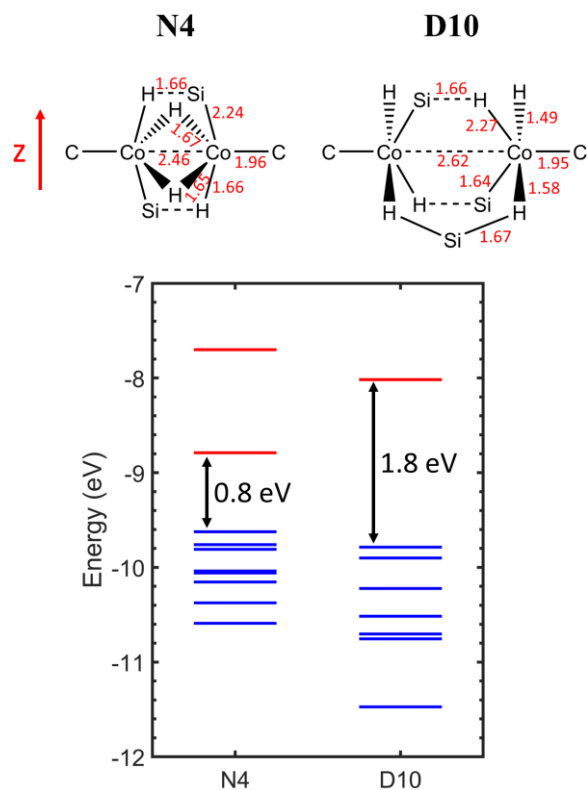 N4 D10
1.66
H Si
H
2.24
Z
1.67
C Co Co C
2.46 1.96
1.65
H 1.66
Si H
H H
1.66
Si H 1.49
2.27
Co Co C
C 2.62 1.95
1.64
H Si 1.58
H H
Si 1.67
-7
-8
-9
-10
-11
-12
Energy (eV)
0.8 eV
1.8 eV
N4 D10